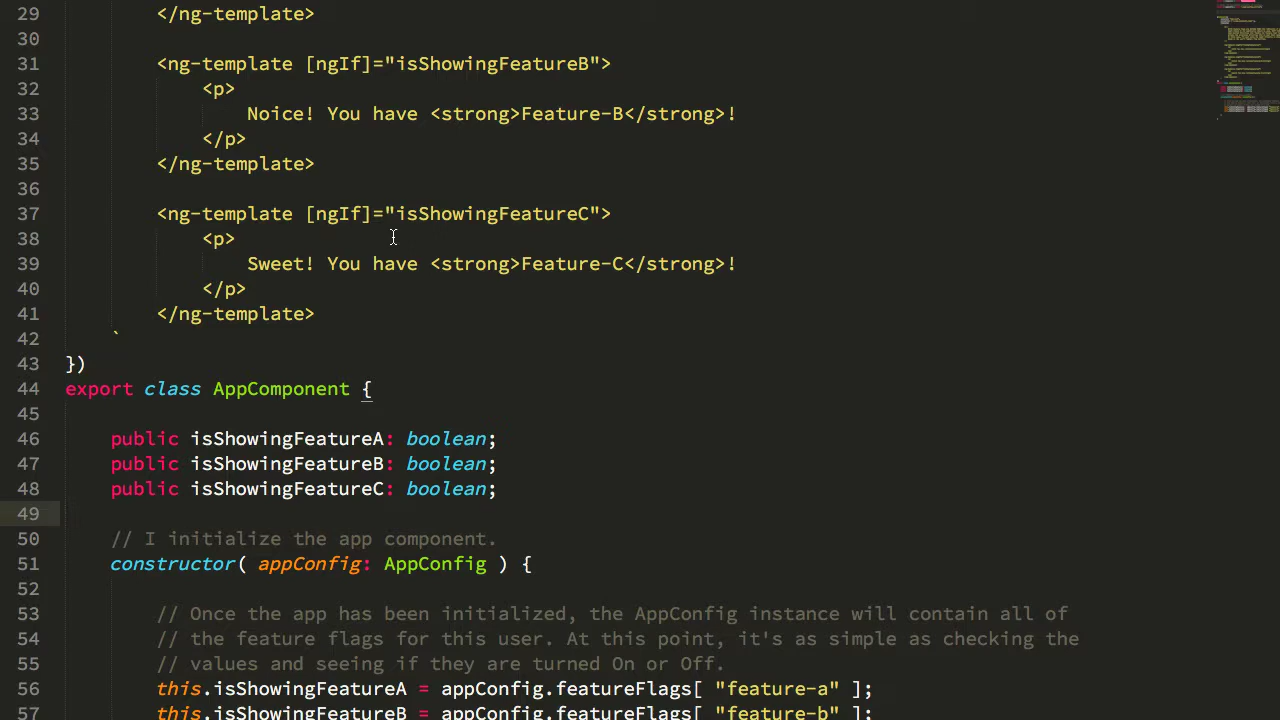 29 </ng-template>
30
31 <ng-template [ngIf]="isShowingFeatureB">
32 <p>
33 Noice! You have <strong>Feature-B</strong>!
34 </p>
35 </ng-template>
36
37 <ng-template [ngIf]="isShowingFeatureC">
38 <p>
39 Sweet! You have <strong>Feature-C</strong>!
40 </p>
41 </ng-template>
42 `
43 })
44 export class AppComponent {
45
46 public isShowingFeatureA: boolean;
47 public isShowingFeatureB: boolean;
48 public isShowingFeatureC: boolean;
49
50 // I initialize the app component.
51 constructor( appConfig: AppConfig ) {
52
53 // Once the app has been initialized, the AppConfig instance will contain all of
54 // the feature flags for this user. At this point, it's as simple as checking the
55 // values and seeing if they are turned On or Off.
56 this.isShowingFeatureA = appConfig.featureFlags[ "feature-a" ];
57 this.isShowingFeatureB = appConfig.featureFlags[ "feature-b" ];